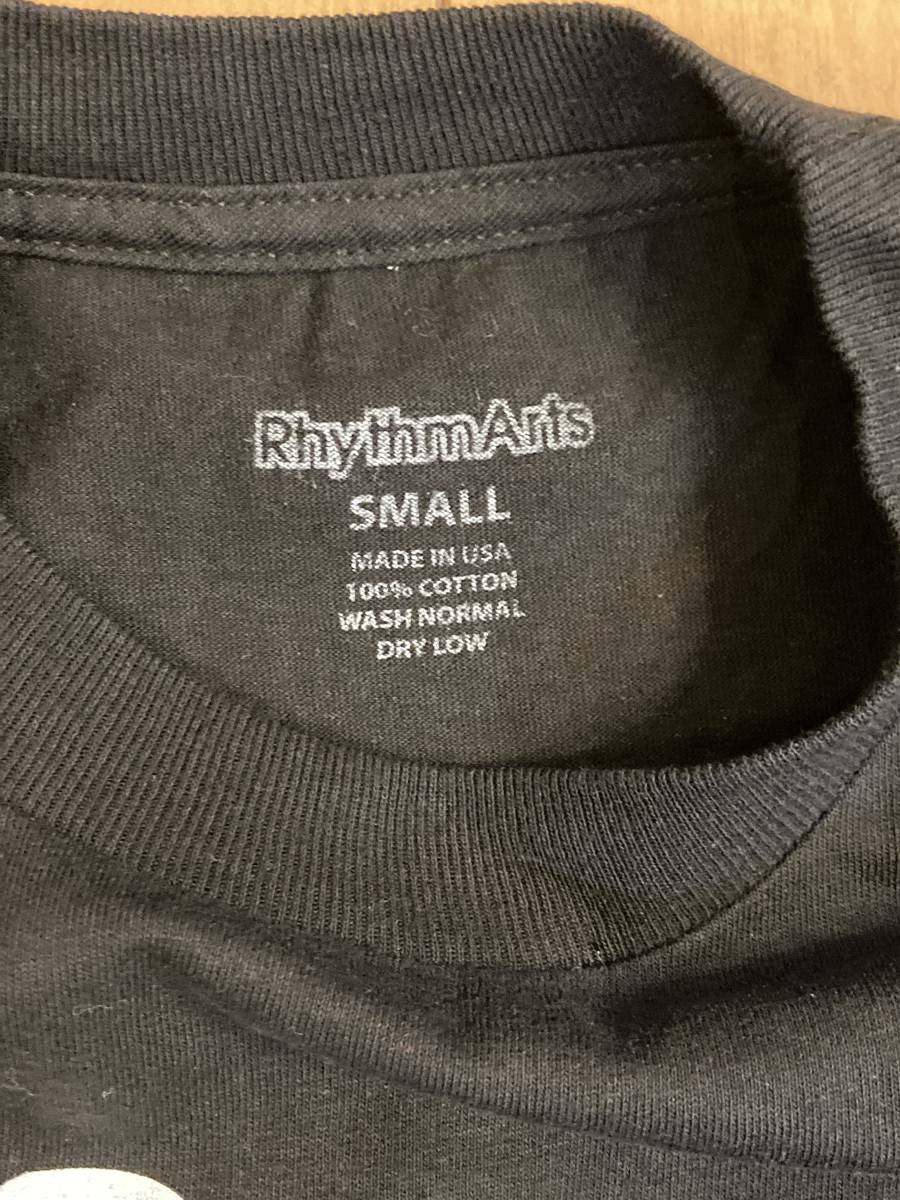 RhythmArts
SMALL
MADE IN USA
100% COTTON
WASH NORMAL
DRY LOW